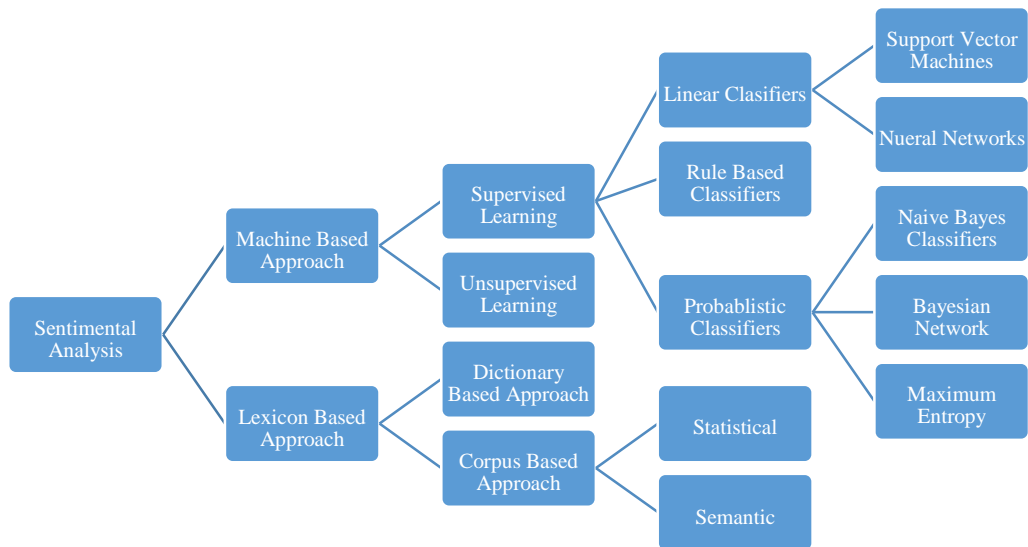 Sentimental
Analysis
Machine Based
Approach
Lexicon Based
Approach
Supervised
Learning
Unsupervised
Learning
Dictionary
Based Approach
Corpus Based
Approach
Linear Clasifiers
Rule Based
Classifiers
Probablistic
Classifiers
Statistical
Semantic
Support Vector
Machines
Nueral Networks
Naive Bayes
Classifiers
Bayesian
Network
Maximum
Entropy